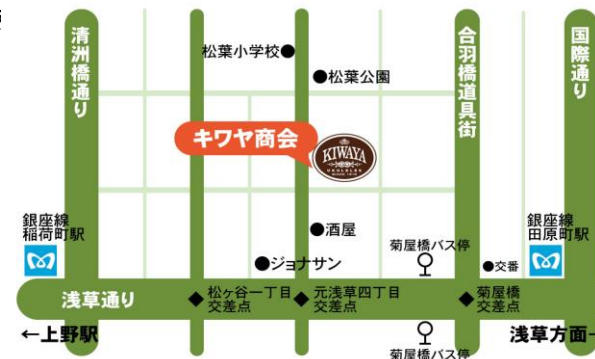 清洲橋通り
合羽橋道具街
国際通り
松葉小学校
松葉公園
キワヤ商会
KIWAYA
UKULELES
銀座線
稲荷町駅
酒屋
菊屋橋バス停
銀座線
田原町駅
ジョナサン
交番
浅草通り
松ヶ谷一丁目
交差点
元浅草四丁目
交差点
菊屋橋
交差点
←上野駅
浅草方面
菊屋橋バス停